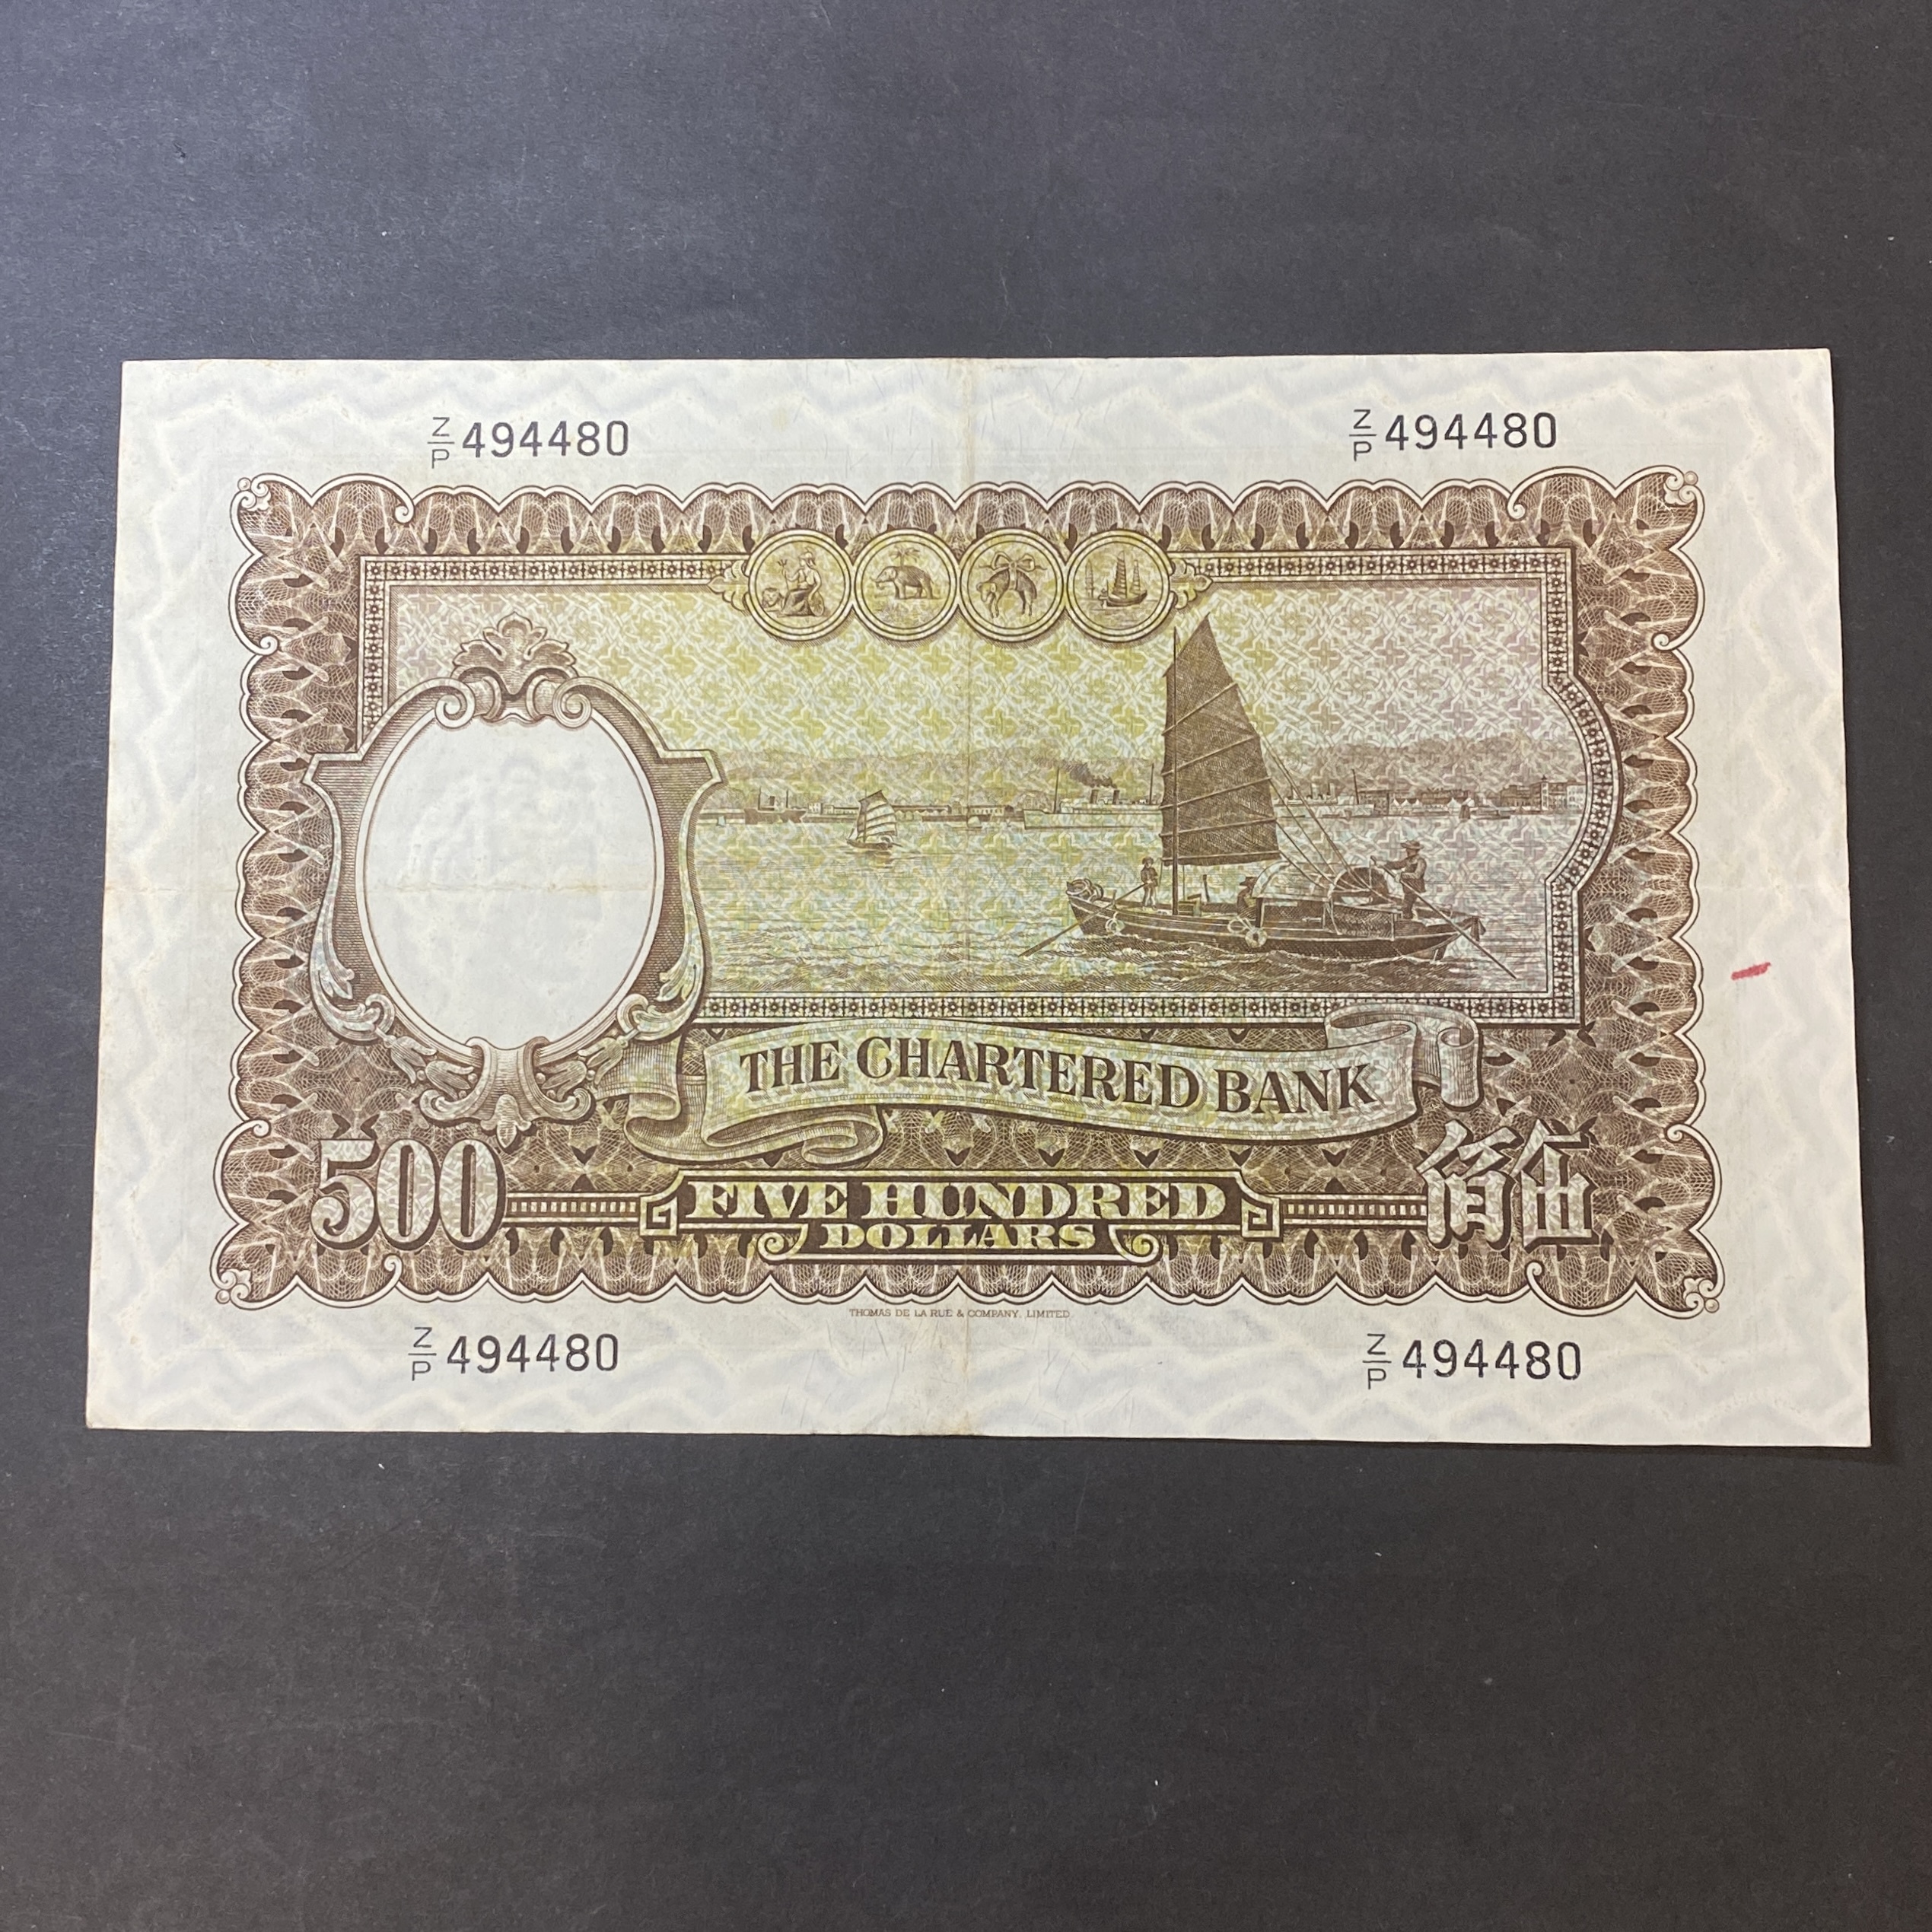 Z/P 494480 Z/P 494480
THE CHARTERED BANK
500 FIVE HUNDRED 佰伍
DOLLARS
THOMAS DE LA RUE & COMPANY, LIMITED.
Z/P 494480 Z/P 494480